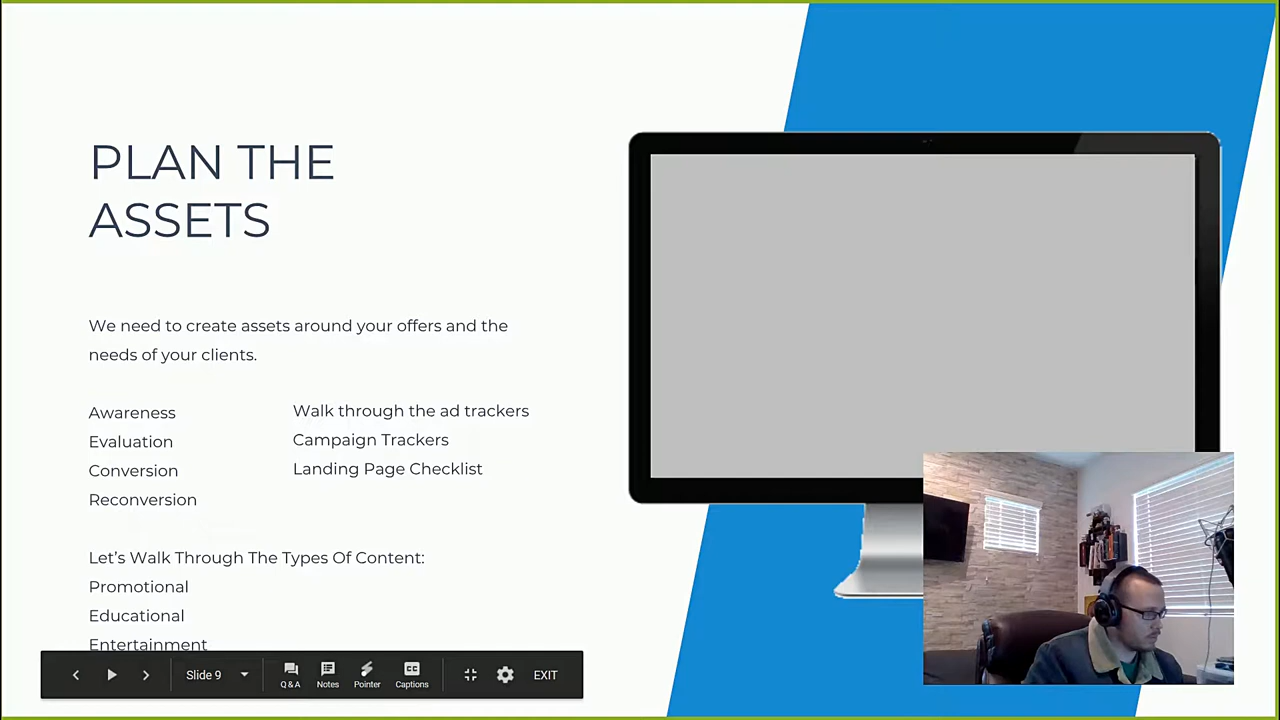 PLAN THE
ASSETS
We need to create assets around your offers and the
needs of your clients.
Awareness
Evaluation
Conversion
Reconversion
Walk through the ad trackers
Campaign Trackers
Landing Page Checklist
Let’s Walk Through The Types Of Content:
Promotional
Educational
Entertainment
Slide 9
Q & A
Notes
Pointer
Captions
EXIT